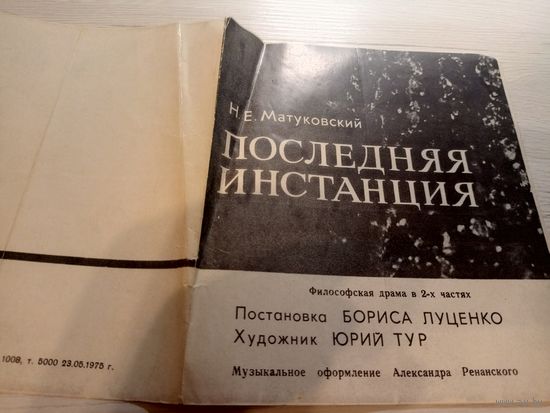 Н. Е. Матуковский
ПОСЛЕДНЯЯ
ИНСТАНЦИЯ
Философская драма в 2-х частях
Постановка БОРИСА ЛУЦЕНКО
Художник ЮРИЙ ТУР
Музыкальное оформление Александра Ренанского
1008, т. 5000 23.05.1975 г.